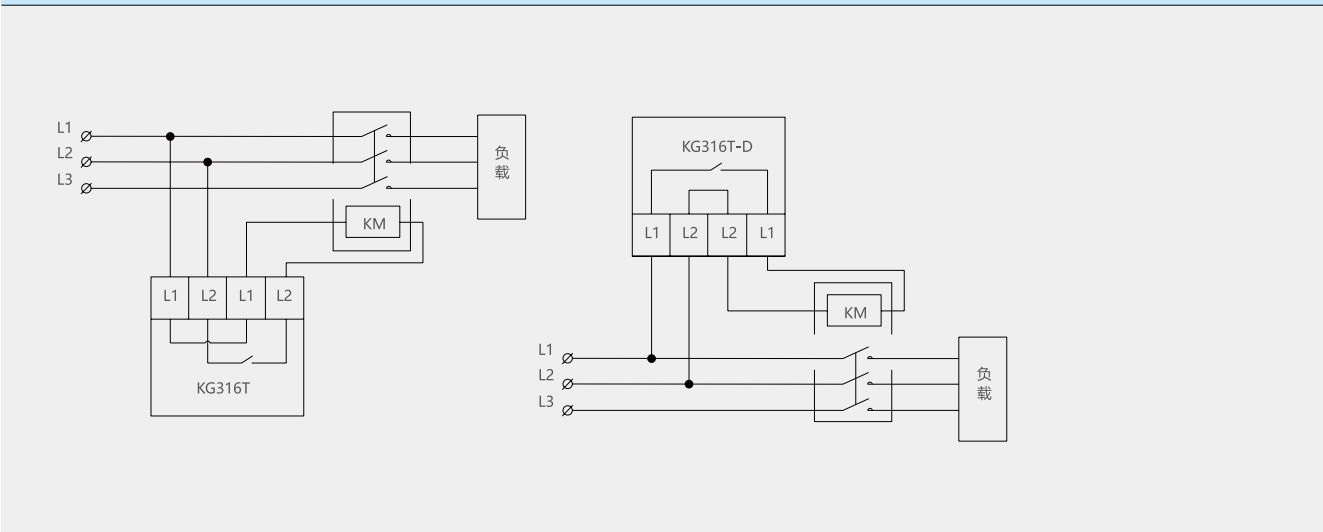 L1
L2
L3
负
载
KM
L1 L2 L1 L2
KG316T
KG316T-D
L1 L2 L2 L1
KM
L1
L2
L3
负
载